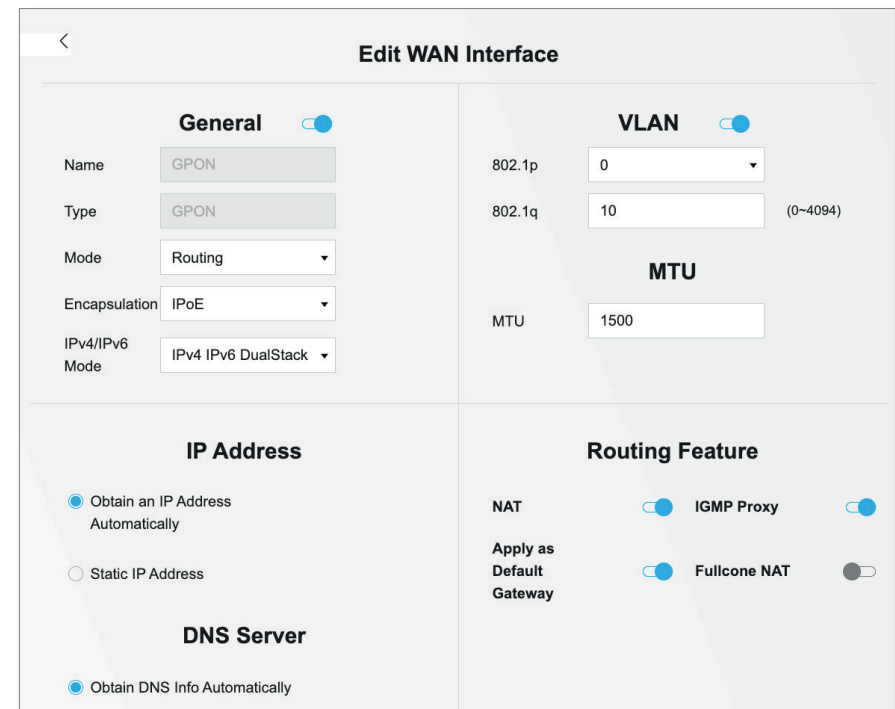 Edit WAN Interface
General
Name GPON
Type GPON
Mode Routing
Encapsulation IPoE
IPv4/IPv6
Mode
IPv4 IPv6 DualStack
VLAN
802.1p 0
802.1q 10 (0~4094)
MTU
MTU 1500
IP Address
Obtain an IP Address
Automatically
Static IP Address
DNS Server
Obtain DNS Info Automatically
Routing Feature
NAT IGMP Proxy
Apply as
Default
Gateway
Fullcone NAT